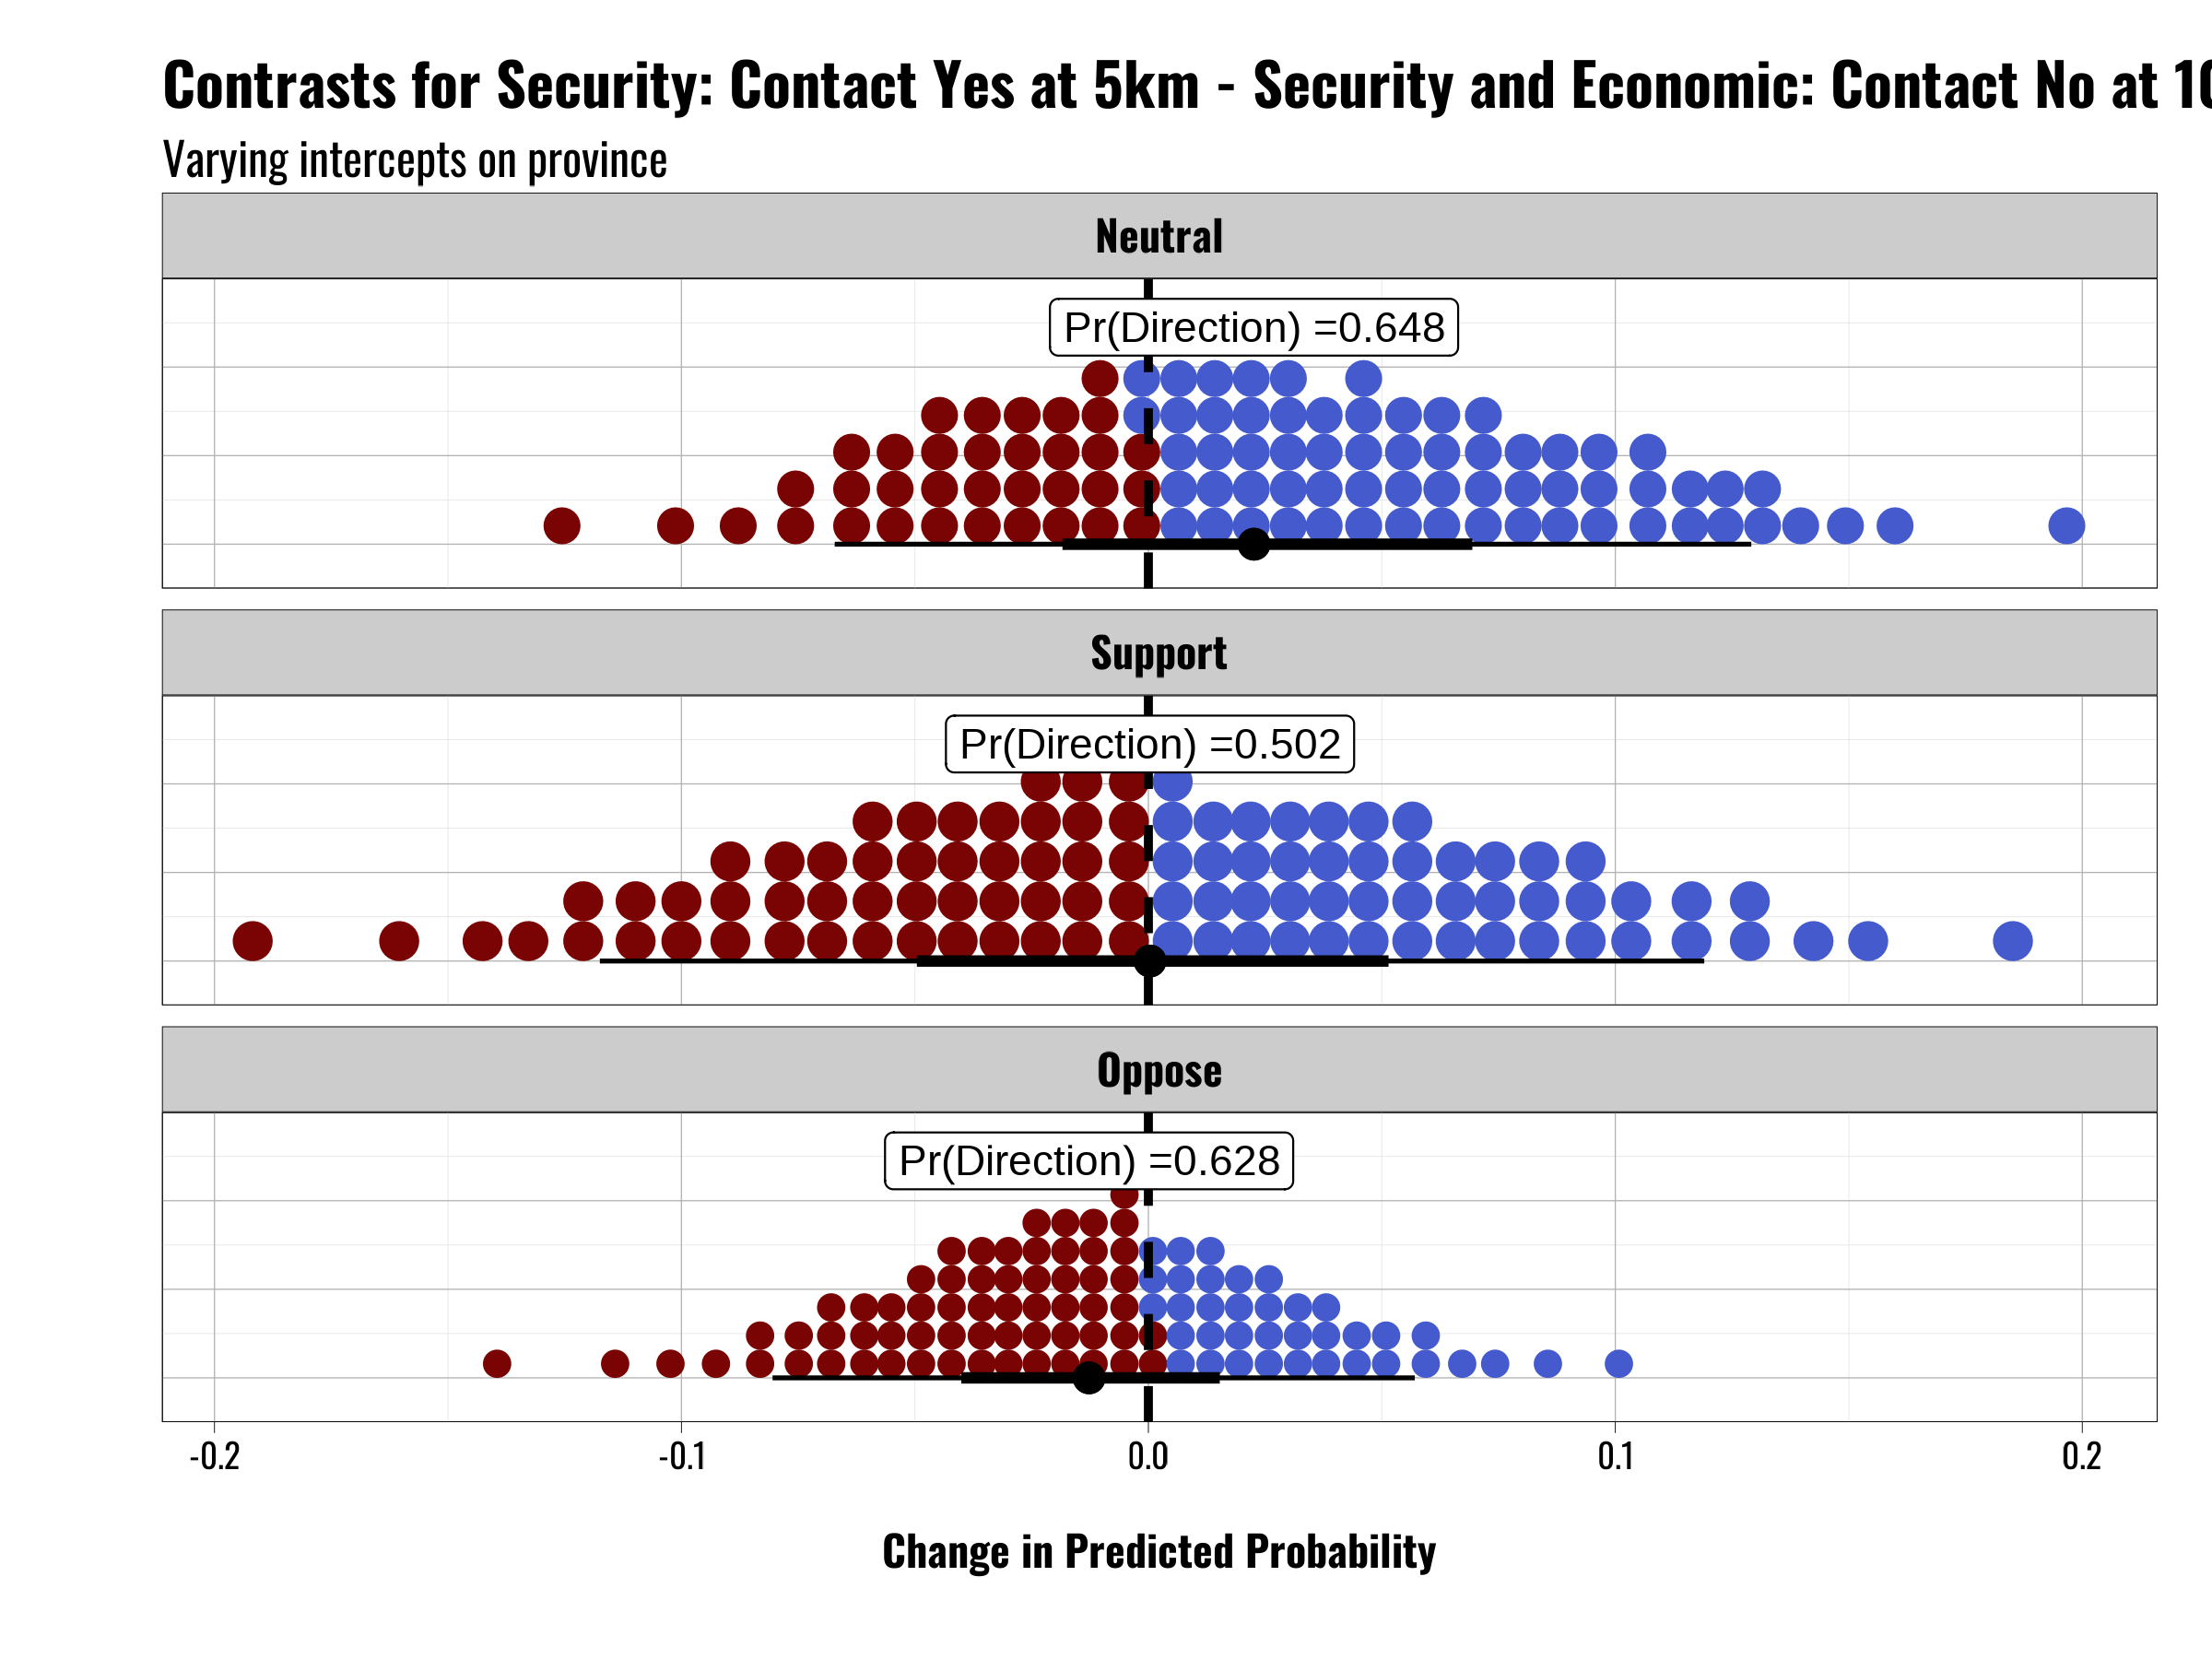 Contrasts for Security: Contact Yes at 5km - Security and Economic: Contact No at
Varying intercepts on province
Neutral
Pr(Direction) =0.648
Support
Pr(Direction) =0.502
Oppose
Pr(Direction) =0.628
-0.2 -0.1 0.0 0.1 0.2
Change in Predicted Probability